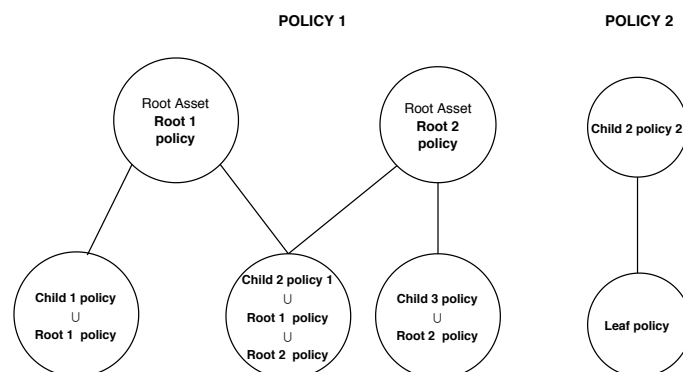 POLICY 1
POLICY 2
Root Asset
Root 1
policy
Root Asset
Root 2
policy
Child 2 policy 2
Child 1 policy
∪
Root 1 policy
Child 2 policy 1
∪
Root 1 policy
∪
Root 2 policy
Child 3 policy
∪
Root 2 policy
Leaf policy